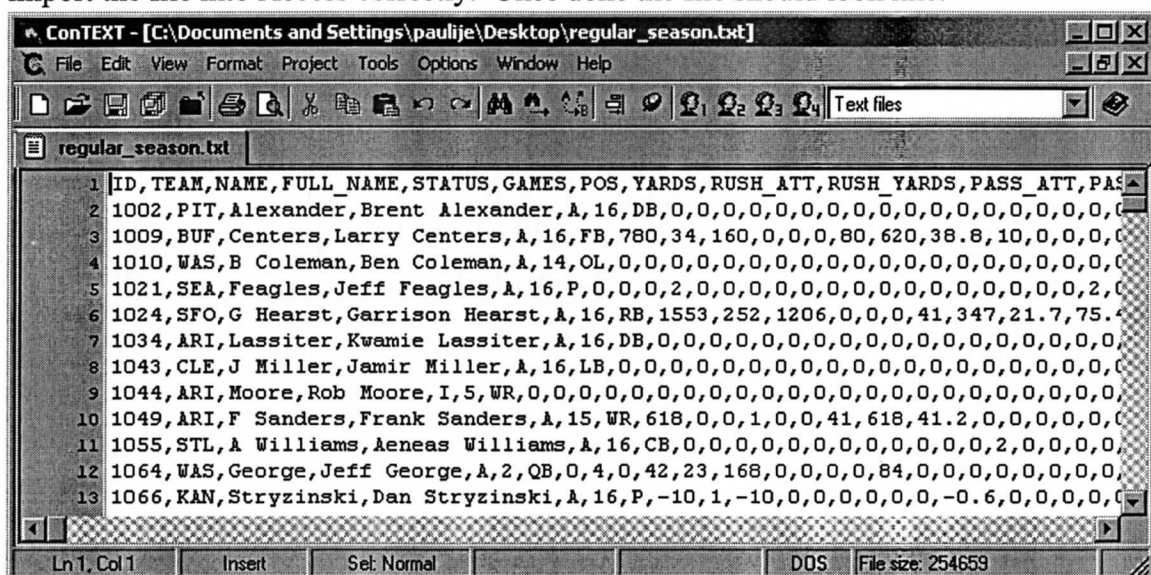 ConTEXT - [C:\Documents and Settings\paulije\Desktop\regular_season.txt]
File Edit View Format Project Tools Options Window Help
Text files
regular_season.txt
1 ID,TEAM,NAME,FULL_NAME,STATUS,GAMES,POS,YARDS,RUSH_ATT,RUSH_YARDS,PASS_ATT,PAS
2 1002,PIT,Alexander,Brent Alexander,A,16,DB,0,0,0,0,0,0,0,0,0,0,0,0,0,0,0,0,0,0
3 1009,BUF,Centers,Larry Centers,A,16,FB,780,34,160,0,0,0,80,620,38.8,10,0,0,0,0
4 1010,WAS,B Coleman,Ben Coleman,A,14,OL,0,0,0,0,0,0,0,0,0,0,0,0,0,0,0,0,0,0,0,0
5 1021,SEA,Feagles,Jeff Feagles,A,16,P,0,0,0,2,0,0,0,0,0,0,0,0,0,0,0,0,0,0,2,0
6 1024,SFO,G Hearst,Garrison Hearst,A,16,RB,1553,252,1206,0,0,0,41,347,21.7,75.4
7 1034,ARI,Lassiter,Kwamie Lassiter,A,16,DB,0,0,0,0,0,0,0,0,0,0,0,0,0,0,0,0,0,0,
8 1043,CLE,J Miller,Jamir Miller,A,16,LB,0,0,0,0,0,0,0,0,0,0,0,0,0,0,0,0,0,0,0,0
9 1044,ARI,Moore,Rob Moore,I,5,WR,0,0,0,0,0,0,0,0,0,0,0,0,0,0,0,0,0,0,0,0,0,0,0,
10 1049,ARI,F Sanders,Frank Sanders,A,15,WR,618,0,0,1,0,0,41,618,41.2,0,0,0,0,0,0
11 1055,STL,A Williams,Aeneas Williams,A,16,CB,0,0,0,0,0,0,0,0,0,0,0,2,0,0,0,0,0
12 1064,WAS,George,Jeff George,A,2,QB,0,4,0,42,23,168,0,0,0,0,84,0,0,0,0,0,0,0,0,
13 1066,KAN,Stryzinski,Dan Stryzinski,A,16,P,-10,1,-10,0,0,0,0,0,0,-0.6,0,0,0,0,0
Ln 1, Col 1 Insert Sel: Normal DOS File size: 254659